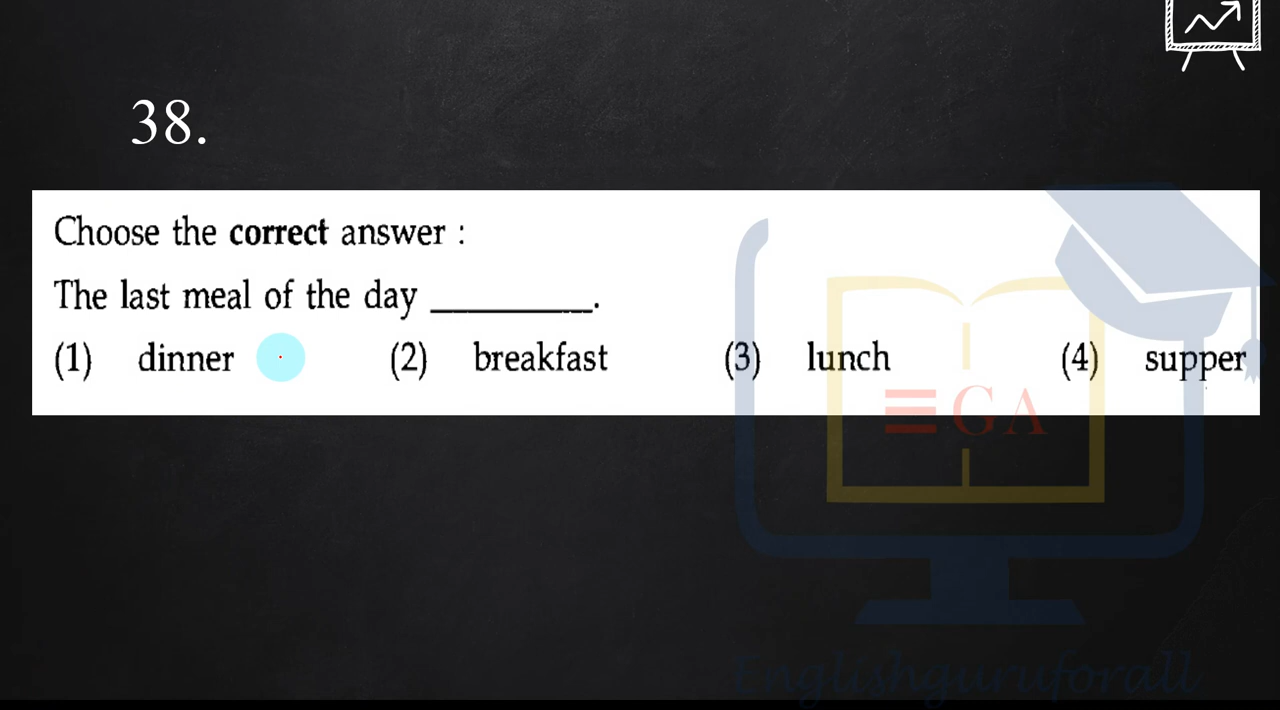 38.
Choose the correct answer :
The last meal of the day _________.
(1) dinner (2) breakfast (3) lunch (4) supper
EGA
Englishguruforall